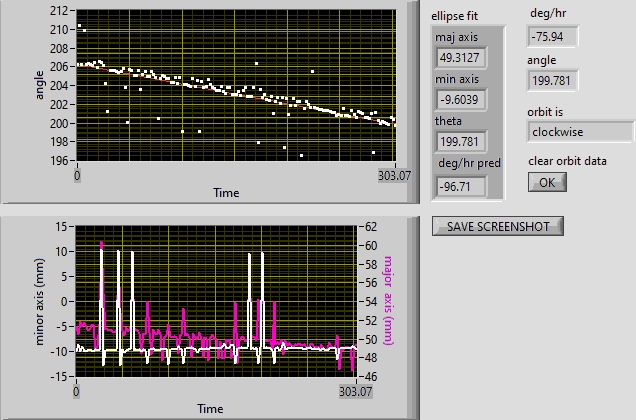 angle
212
210
208
206
204
202
200
198
196
0
303.07
Time
ellipse fit
maj axis
49.3127
min axis
-9.6039
theta
199.781
deg/hr pred
-96.71
deg/hr
-75.94
angle
199.781
orbit is
clockwise
clear orbit data
OK
SAVE SCREENSHOT
minor axis (mm)
15
10
5
0
-5
-10
-15
62
60
58
56
54
52
50
48
46
major axis (mm)
0
303.07
Time